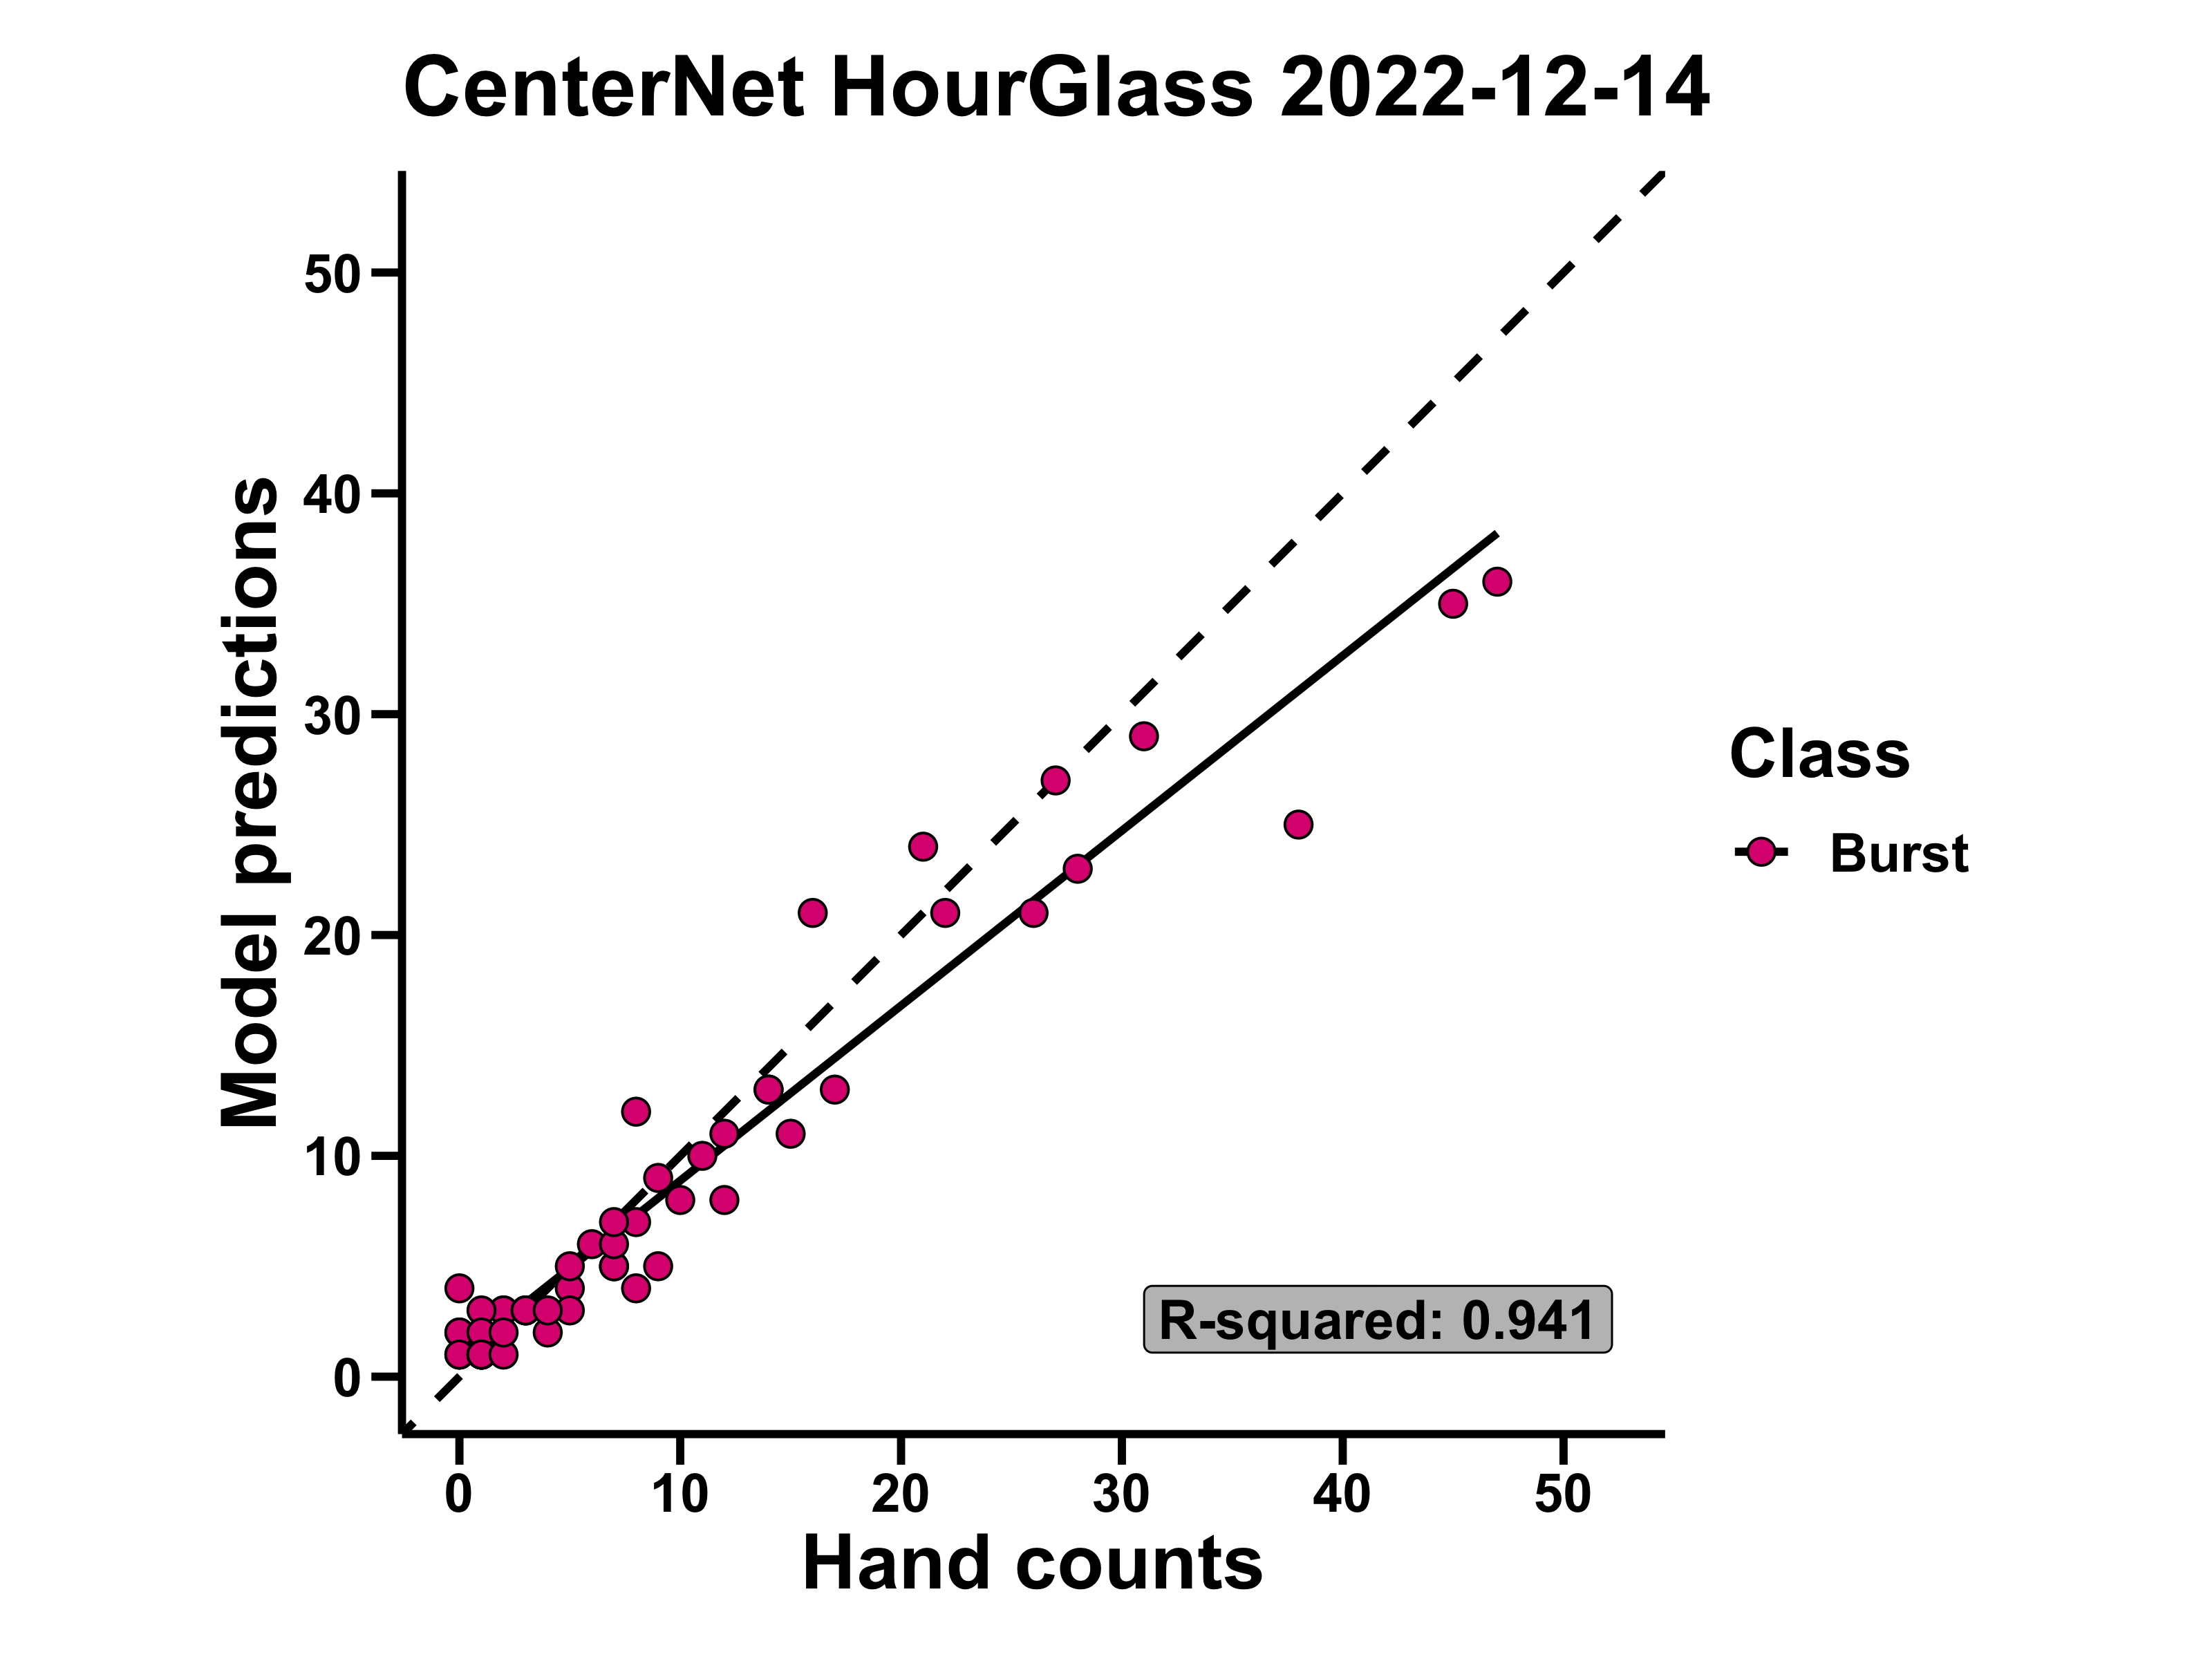 CenterNet HourGlass 2022-12-14
Model predictions
50
40
30
20
10
0
R-squared: 0.941
Class
Burst
0 10 20 30 40 50
Hand counts